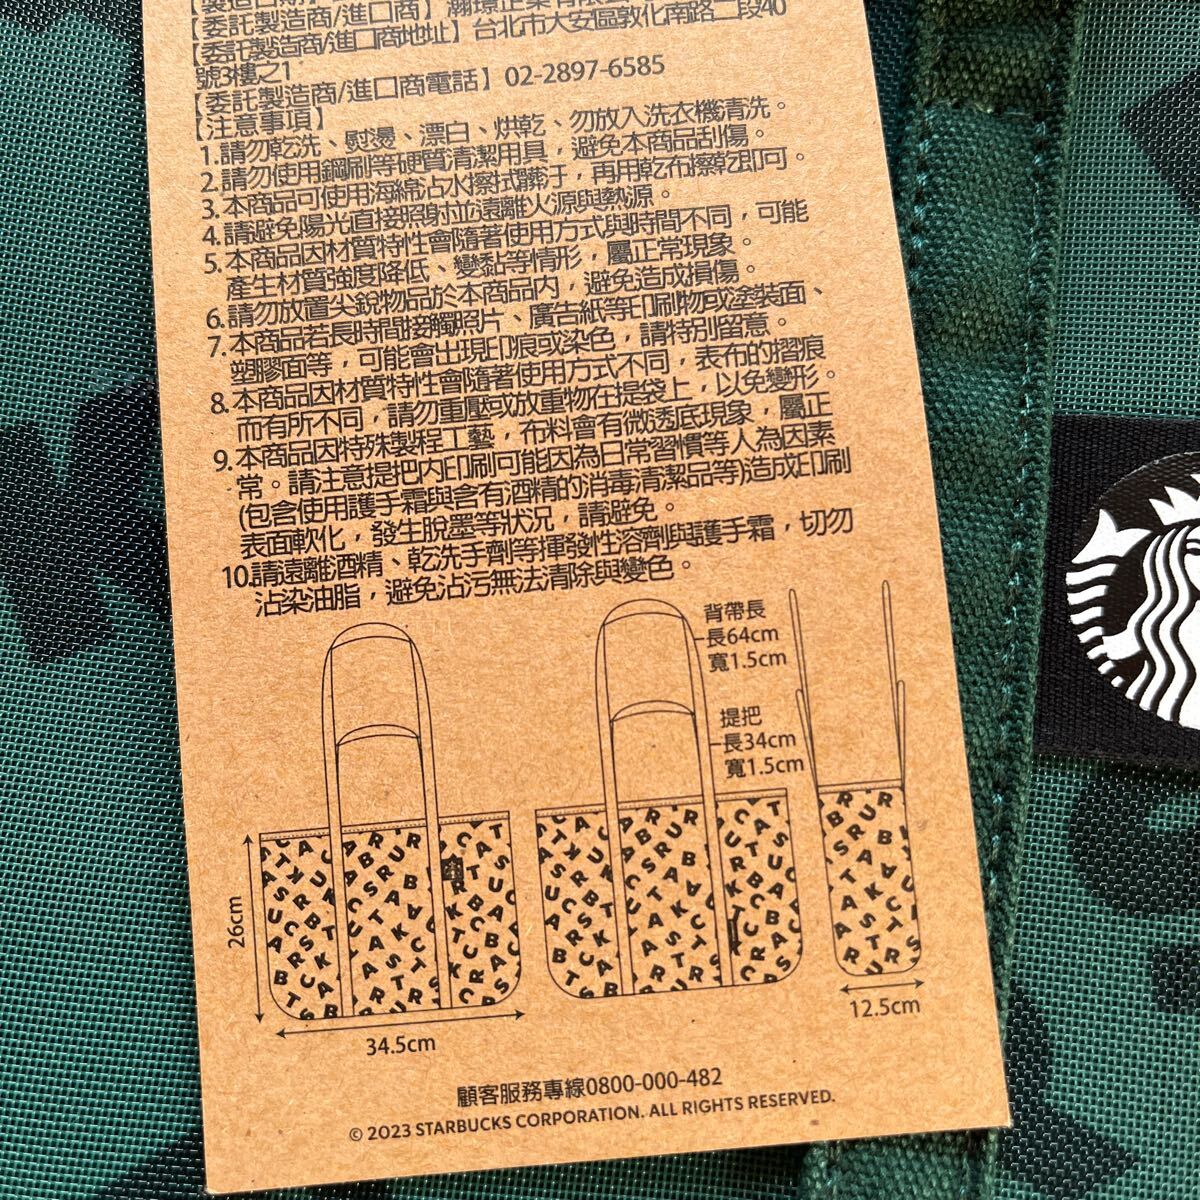 【製造日期】
【委託製造商/進口商】瀚璟企業有限公
【委託製造商/進口商地址】台北市大安區敦化南路二段40
號3樓之1
【委託製造商/進口商電話】02-2897-6585
【注意事項】
1.請勿乾洗、熨燙、漂白、烘乾、勿放入洗衣機清洗。
2.請勿使用鋼刷等硬質清潔用具，避免本商品刮傷。
3.本商品可使用海綿沾水擦拭髒汙，再用乾布擦乾即可。
4.請避免陽光直接照射並遠離火源與熱源。
5.本商品因材質特性會隨著使用方式與時間不同，可能
產生材質強度降低、變黏等情形，屬正常現象。
6.請勿放置尖銳物品於本商品內，避免造成損傷。
7.本商品若長時間接觸照片、廣告紙等印刷物或塗裝面、
塑膠面等，可能會出現印痕或染色，請特別留意。
8.本商品因材質特性會隨著使用方式不同，表布的摺痕
而有所不同，請勿重壓或放重物在提袋上，以免變形。
9.本商品因特殊製程工藝，布料會有微透底現象，屬正
常。請注意提把內印刷可能因為日常習慣等人為因素
(包含使用護手霜與含有酒精的消毒清潔品等)造成印刷
表面軟化，發生脫墨等狀況，請避免。
10.請遠離酒精、乾洗手劑等揮發性溶劑與護手霜，切勿
沾染油脂，避免沾污無法清除與變色。
背帶長
長64cm
寬1.5cm
提把
長34cm
寬1.5cm
26cm
34.5cm
12.5cm
顧客服務專線0800-000-482
© 2023 STARBUCKS CORPORATION. ALL RIGHTS RESERVED.